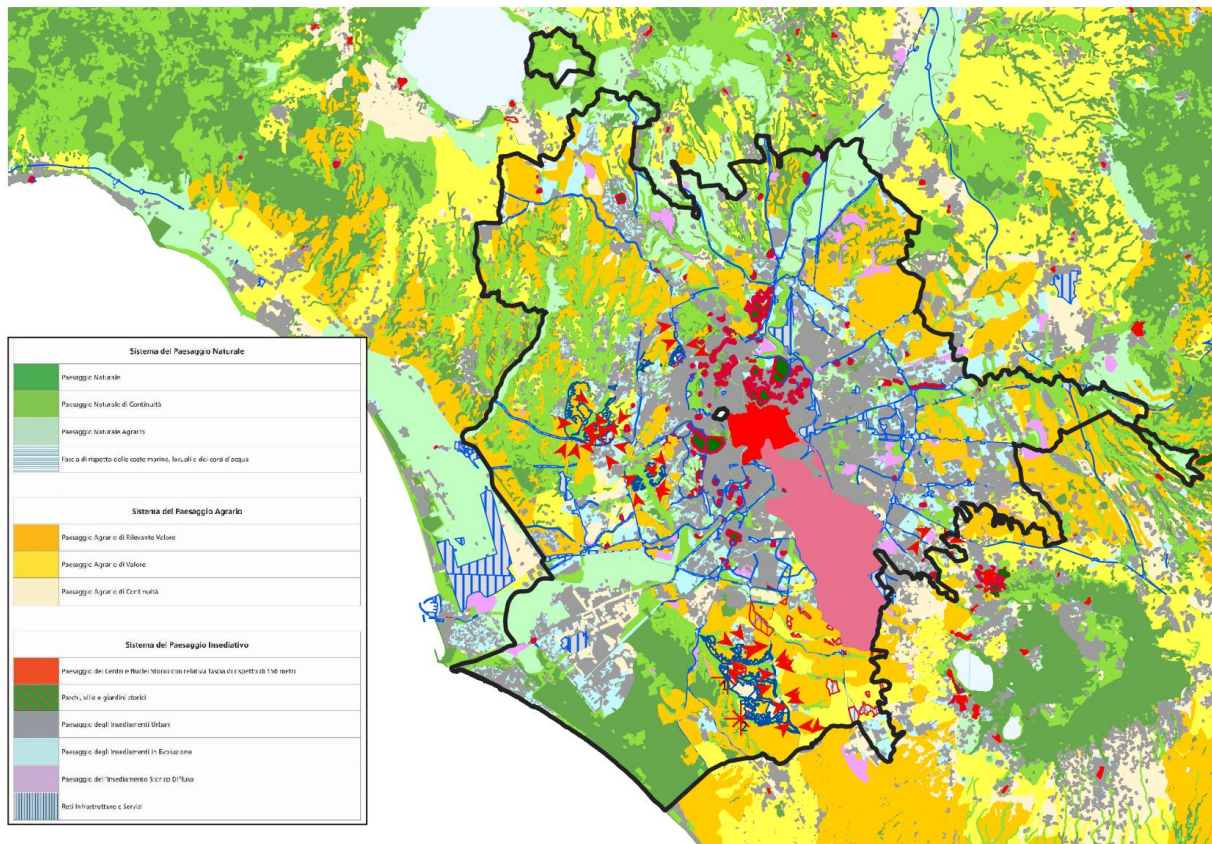 Sistema del Paesaggio Naturale
Paesaggio Naturale
Paesaggio Naturale di Continuità
Paesaggio Naturale Agrario
Fascia di rispetto delle coste marine, lacuali e dei corsi d'acqua
Sistema del Paesaggio Agrario
Paesaggio Agrario di Rilevante Valore
Paesaggio Agrario di Valore
Paesaggio Agrario di Continuità
Sistema del Paesaggio Insediativo
Paesaggio dei Centri e Nuclei Storici con relativa fascia di rispetto di 150 metri
Parchi, ville e giardini storici
Paesaggio degli Insediamenti Urbani
Paesaggio degli Insediamenti in Evoluzione
Paesaggio dell'Insediamento Storico Diffuso
Reti Infrastrutture e Servizi
1
2